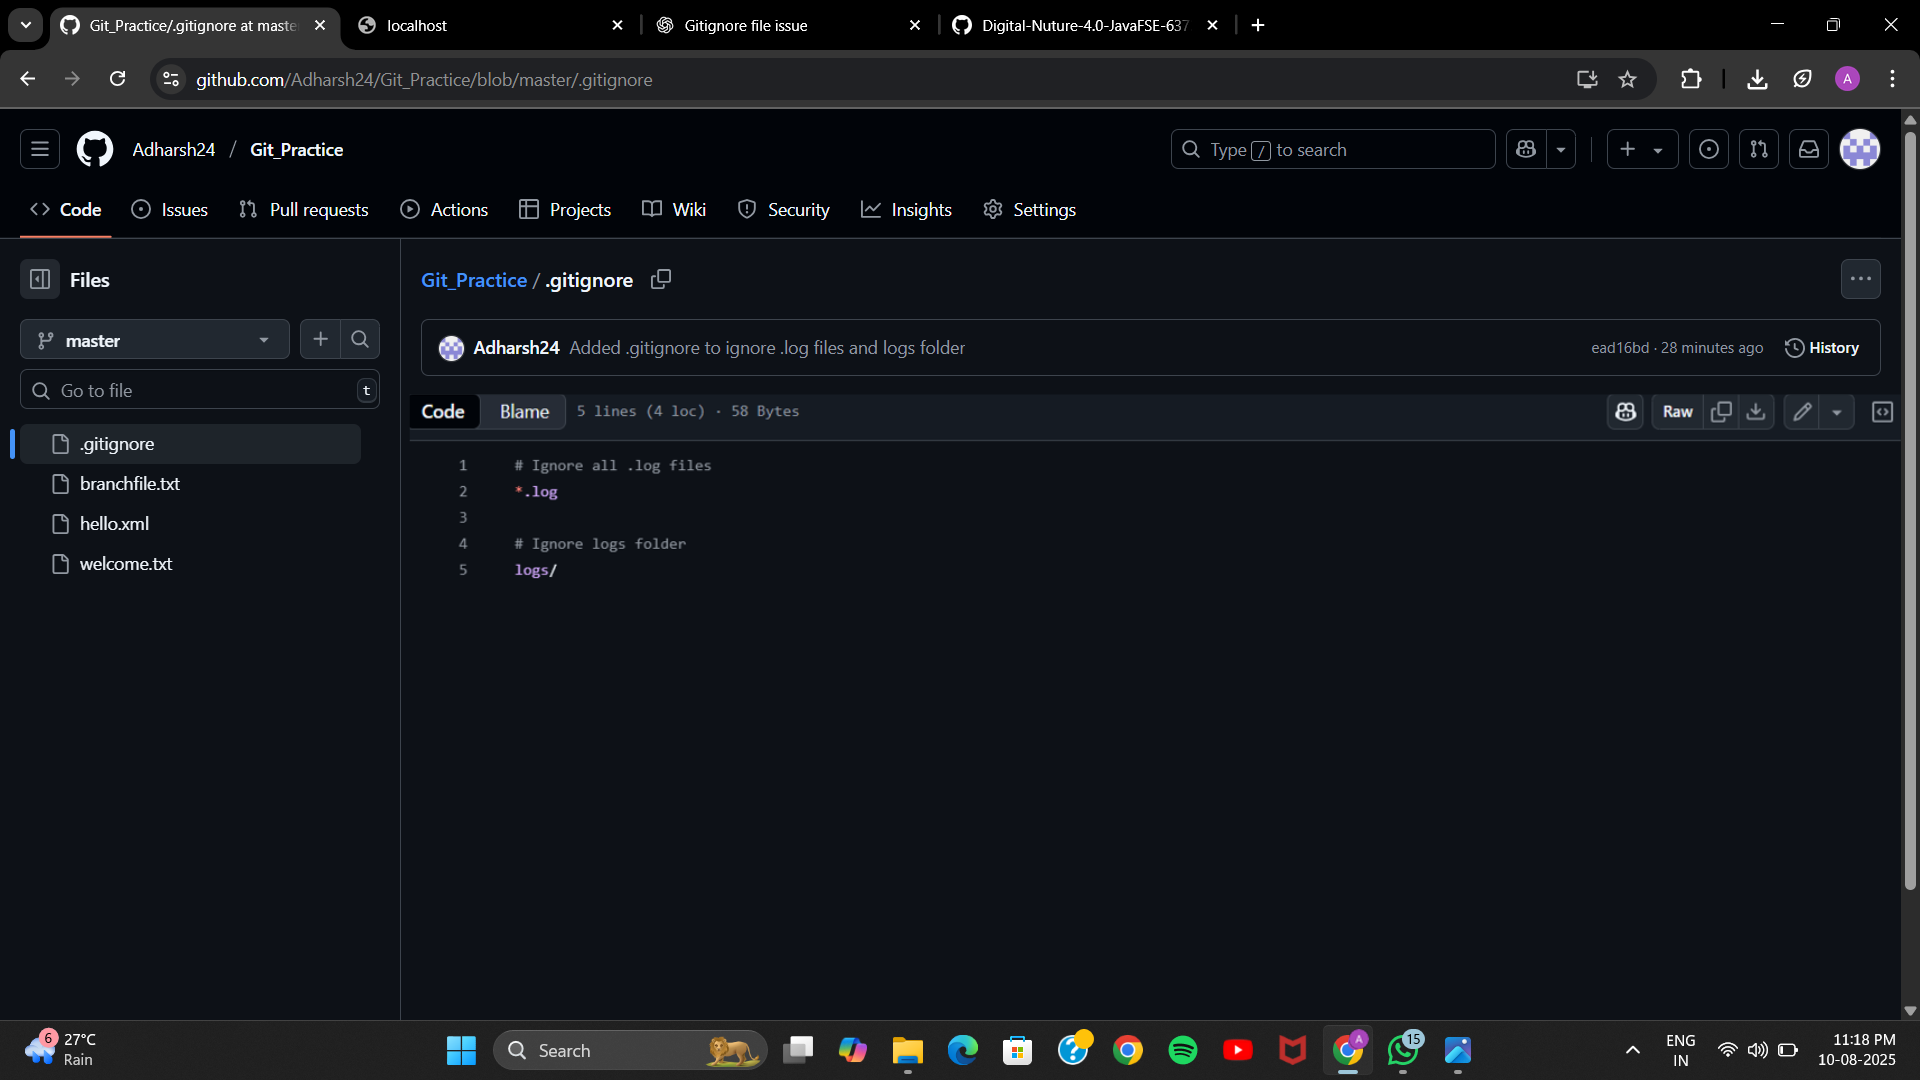 Git_Practice/.gitignore at maste
localhost
Gitignore file issue
Digital-Nuture-4.0-JavaFSE-637
github.com/Adharsh24/Git_Practice/blob/master/.gitignore
A
Adharsh24 / Git_Practice
Type / to search
Code
Issues
Pull requests
Actions
Projects
Wiki
Security
Insights
Settings
Files
master
Go to file
t
.gitignore
branchfile.txt
hello.xml
welcome.txt
Git_Practice / .gitignore
Adharsh24 Added .gitignore to ignore .log files and logs folder
ead16bd · 28 minutes ago
History
Code
Blame
5 lines (4 loc) · 58 Bytes
Raw
1 # Ignore all .log files
2 *.log
3
4 # Ignore logs folder
5 logs/
6
27°C
Rain
Search
A
15
ENG
IN
11:18 PM
10-08-2025